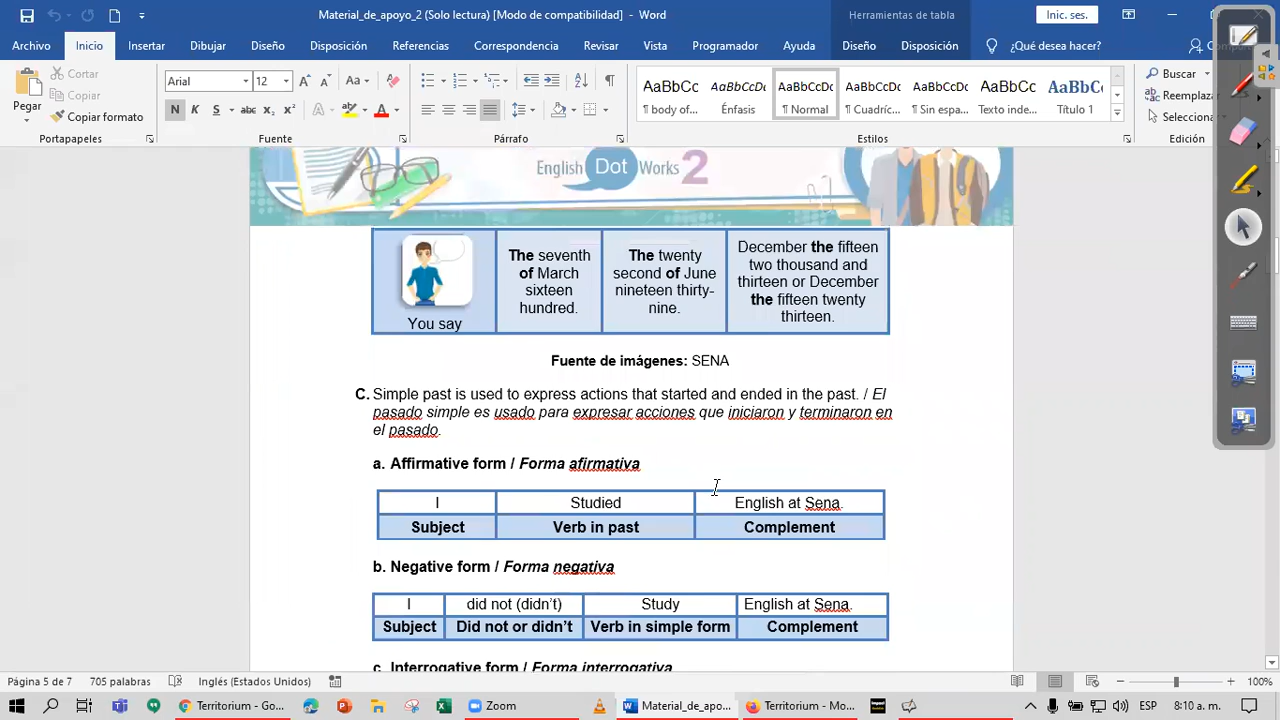 Material_de_apoyo_2 (Solo lectura) [Modo de compatibilidad] - Word
Herramientas de tabla
Inic. ses.
Archivo
Inicio
Insertar
Dibujar
Diseño
Disposición
Referencias
Correspondencia
Revisar
Vista
Programador
Ayuda
Diseño
Disposición
¿Qué desea hacer?
Pegar
Cortar
Copiar
Copiar formato
Portapapeles
Arial
12
Fuente
Párrafo
AaBbCc
¶ body of...
AaBbCc
Énfasis
AaBbCc
¶ Normal
AaBbCc
¶ Cuadríc...
AaBbCc
¶ Sin espa...
AaBbCc
Texto inde...
AaBbCc
Título 1
Estilos
Buscar
Reemplaza
Selecciona
Edición
English Dot Works 2
You say
The seventh
of March
sixteen
hundred.
The twenty
second of June
nineteen thirty-
nine.
December the fifteen
two thousand and
thirteen or December
the fifteen twenty
thirteen.
Fuente de imágenes: SENA
C. Simple past is used to express actions that started and ended in the past. / El
pasado simple es usado para expresar acciones que iniciaron y terminaron en
el pasado.
a. Affirmative form / Forma afirmativa
I Studied English at Sena.
Subject Verb in past Complement
b. Negative form / Forma negativa
I did not (didn’t) Study English at Sena.
Subject Did not or didn’t Verb in simple form Complement
c. Interrogative form / Forma interrogativa
Página 5 de 7
705 palabras
Inglés (Estados Unidos)
100%
Territorium - Go...
Zoom
Material_de_apo...
Territorium - Mo...
ESP
8:10 a. m.